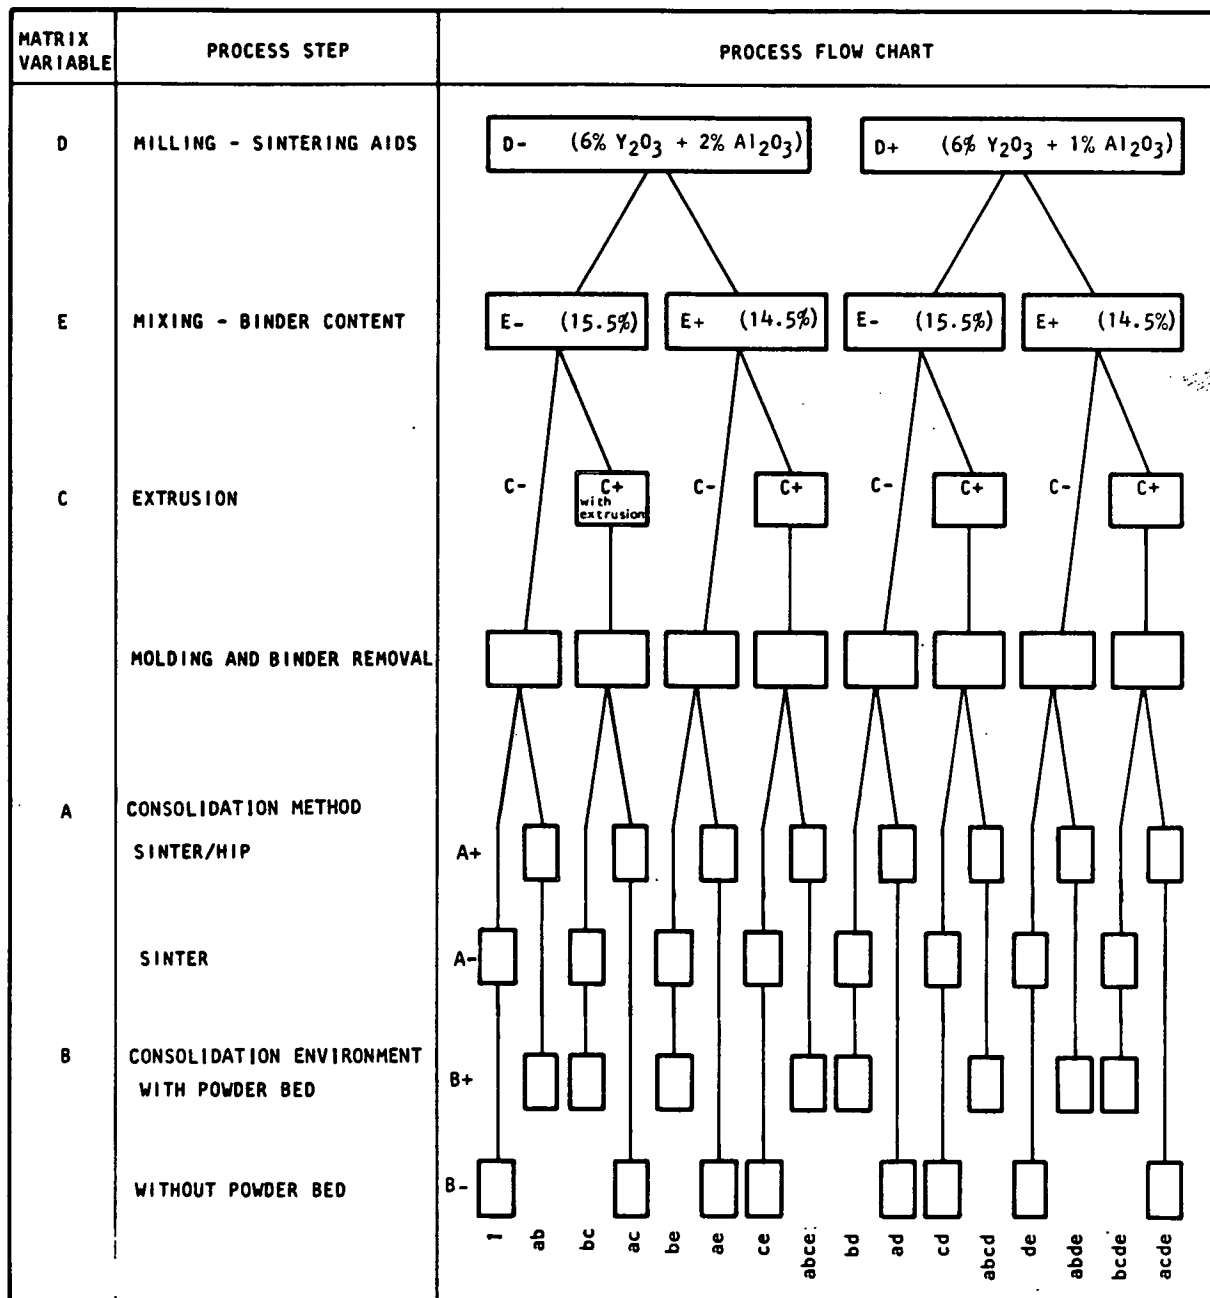 MATRIX VARIABLE PROCESS STEP PROCESS FLOW CHART
D MILLING - SINTERING AIDS D- (6% Y2O3 + 2% Al2O3) D+ (6% Y2O3 + 1% Al2O3)
E MIXING - BINDER CONTENT E- (15.5%) E+ (14.5%) E- (15.5%) E+ (14.5%)
C EXTRUSION C- C+ with extrusion C- C+ C- C+ C- C+
MOLDING AND BINDER REMOVAL
A CONSOLIDATION METHOD
SINTER/HIP A+
SINTER A-
B CONSOLIDATION ENVIRONMENT
WITH POWDER BED B+
WITHOUT POWDER BED B-
1 ab bc ac be ae ce abce bd ad cd abcd de abde bcde acde